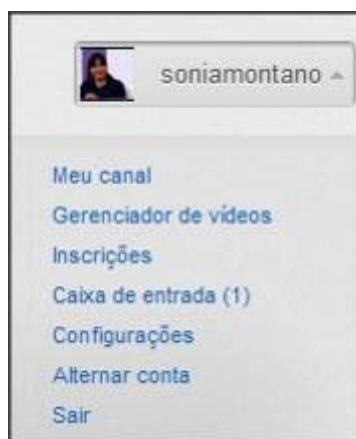 soniamontano
Meu canal
Gerenciador de vídeos
Inscrições
Caixa de entrada (1)
Configurações
Alternar conta
Sair